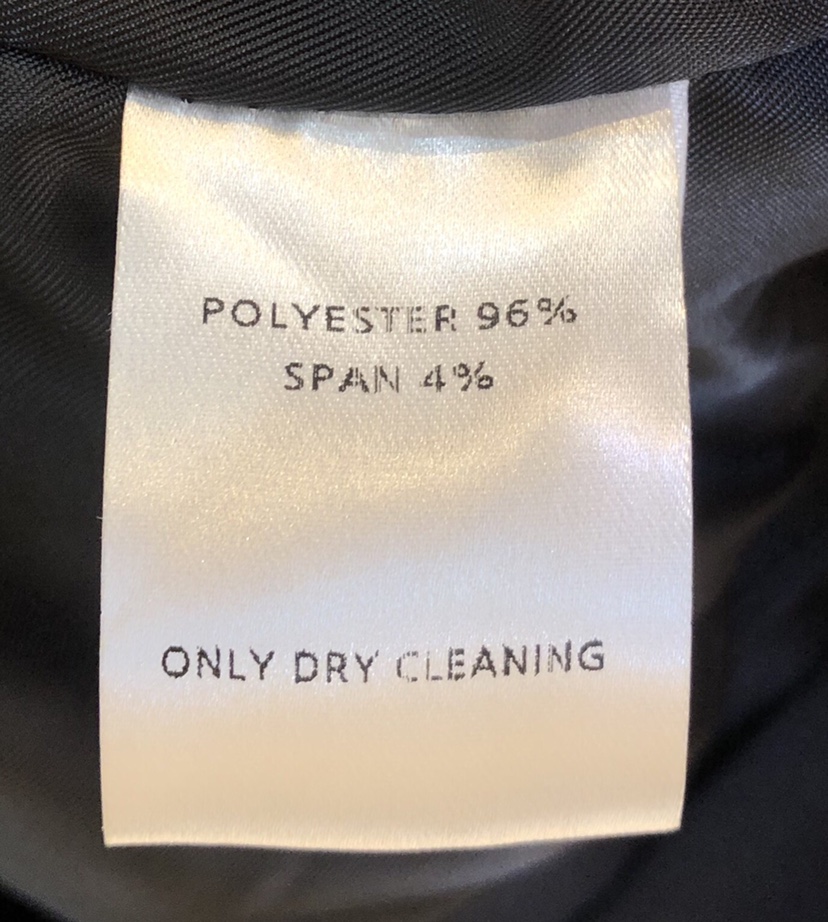 POLYESTER 96%
SPAN 4%
ONLY DRY CLEANING